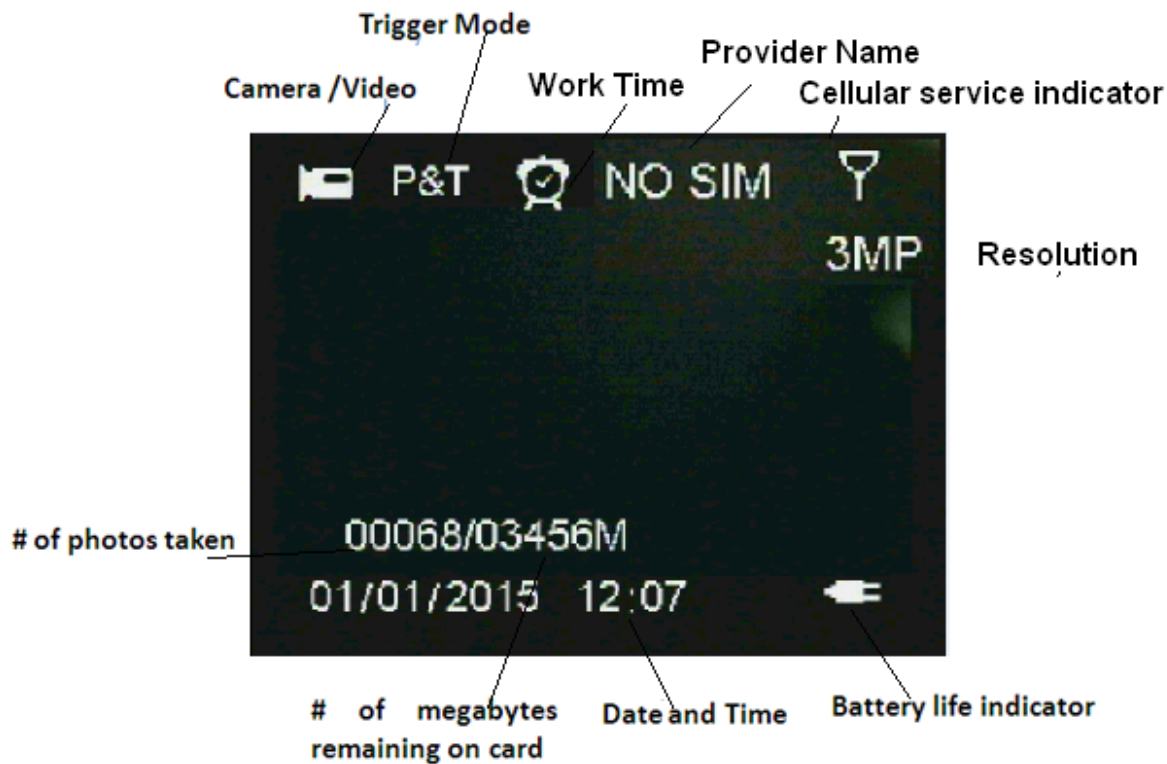 Trigger Mode
Provider Name
Camera /Video
Work Time
Cellular service indicator
P&T
NO SIM
3MP
Resolution
# of photos taken
00068/03456M
01/01/2015 12:07
# of megabytes
remaining on card
Date and Time
Battery life indicator